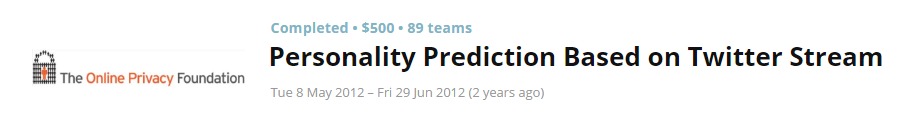 Completed • $500 • 89 teams
Personality Prediction Based on Twitter Stream
The Online Privacy Foundation
Tue 8 May 2012 – Fri 29 Jun 2012 (2 years ago)